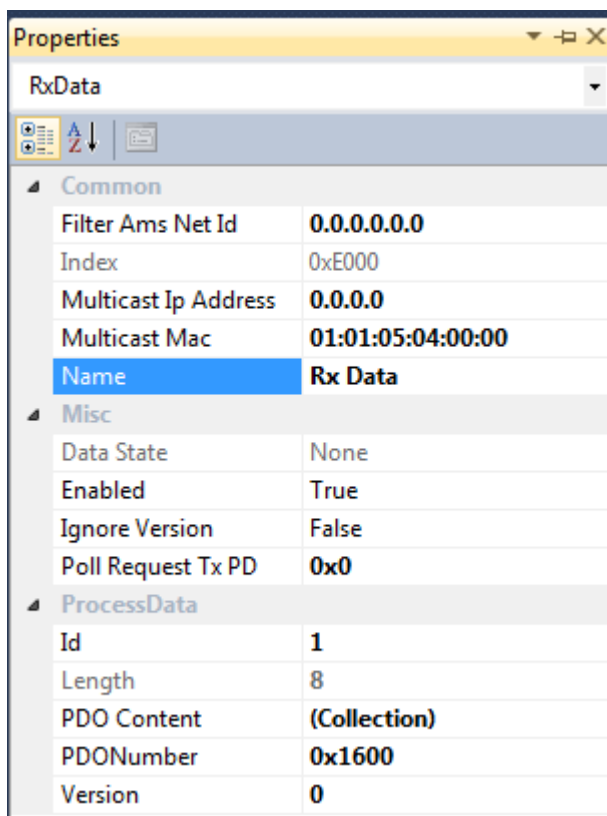 Properties
RxData
A
Z
Common
Filter Ams Net Id 0.0.0.0.0.0
Index 0xE000
Multicast Ip Address 0.0.0.0
Multicast Mac 01:01:05:04:00:00
Name Rx Data
Misc
Data State None
Enabled True
Ignore Version False
Poll Request Tx PD 0x0
ProcessData
Id 1
Length 8
PDO Content (Collection)
PDONumber 0x1600
Version 0